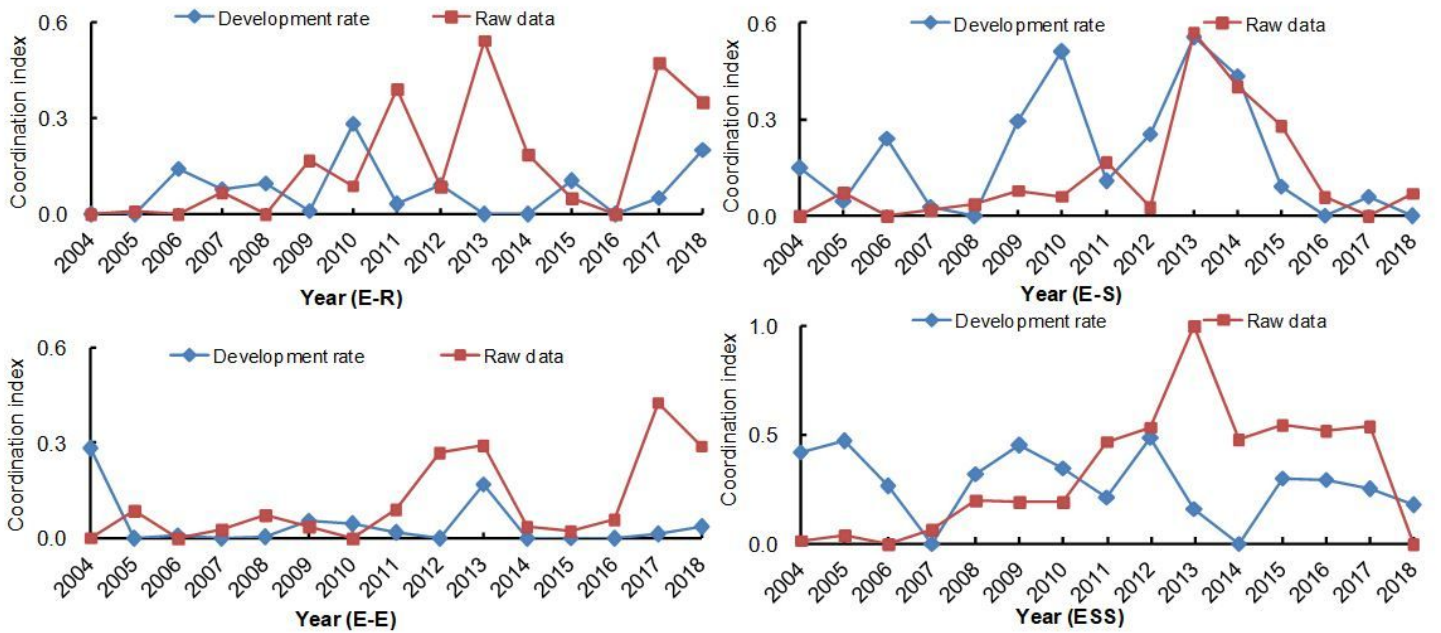 Development rate Raw data
Coordination index
0.6
0.3
0.0
2004 2005 2006 2007 2008 2009 2010 2011 2012 2013 2014 2015 2016 2017 2018
Year (E-R)
Development rate Raw data
Coordination index
0.6
0.3
0.0
2004 2005 2006 2007 2008 2009 2010 2011 2012 2013 2014 2015 2016 2017 2018
Year (E-S)
Development rate Raw data
Coordination index
0.6
0.3
0.0
2004 2005 2006 2007 2008 2009 2010 2011 2012 2013 2014 2015 2016 2017 2018
Year (E-E)
Development rate Raw data
Coordination index
1.0
0.5
0.0
2004 2005 2006 2007 2008 2009 2010 2011 2012 2013 2014 2015 2016 2017 2018
Year (ESS)